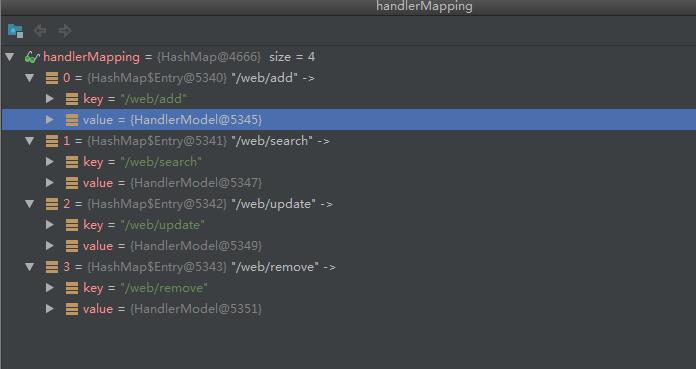 handlerMapping
handlerMapping = {HashMap@4666} size = 4
0 = {HashMap$Entry@5340} "/web/add" ->
key = "/web/add"
value = {HandlerModel@5345}
1 = {HashMap$Entry@5341} "/web/search" ->
key = "/web/search"
value = {HandlerModel@5347}
2 = {HashMap$Entry@5342} "/web/update" ->
key = "/web/update"
value = {HandlerModel@5349}
3 = {HashMap$Entry@5343} "/web/remove" ->
key = "/web/remove"
value = {HandlerModel@5351}